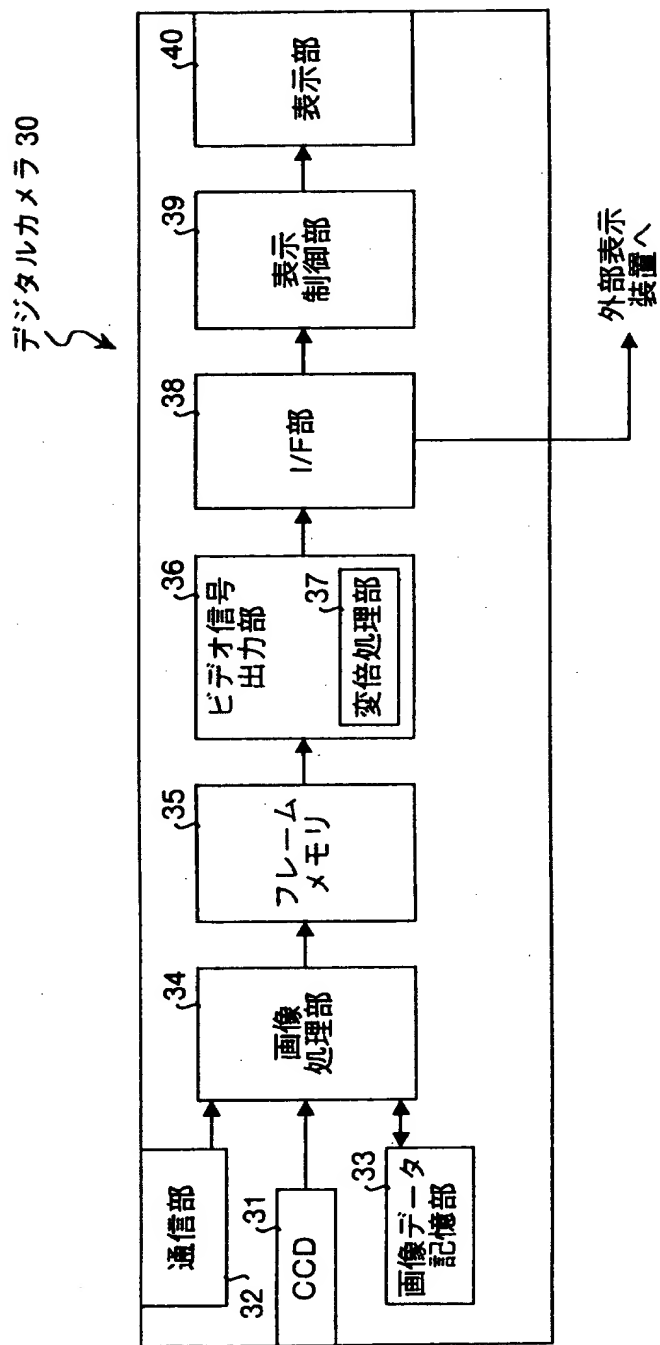 デジタルカメラ 30
通信部
32
CCD
31
画像データ
記憶部
33
画像
処理部
34
フレーム
メモリ
35
ビデオ信号
出力部
36
変倍処理部
37
I/F部
38
表示
制御部
39
表示部
40
外部表示
装置へ